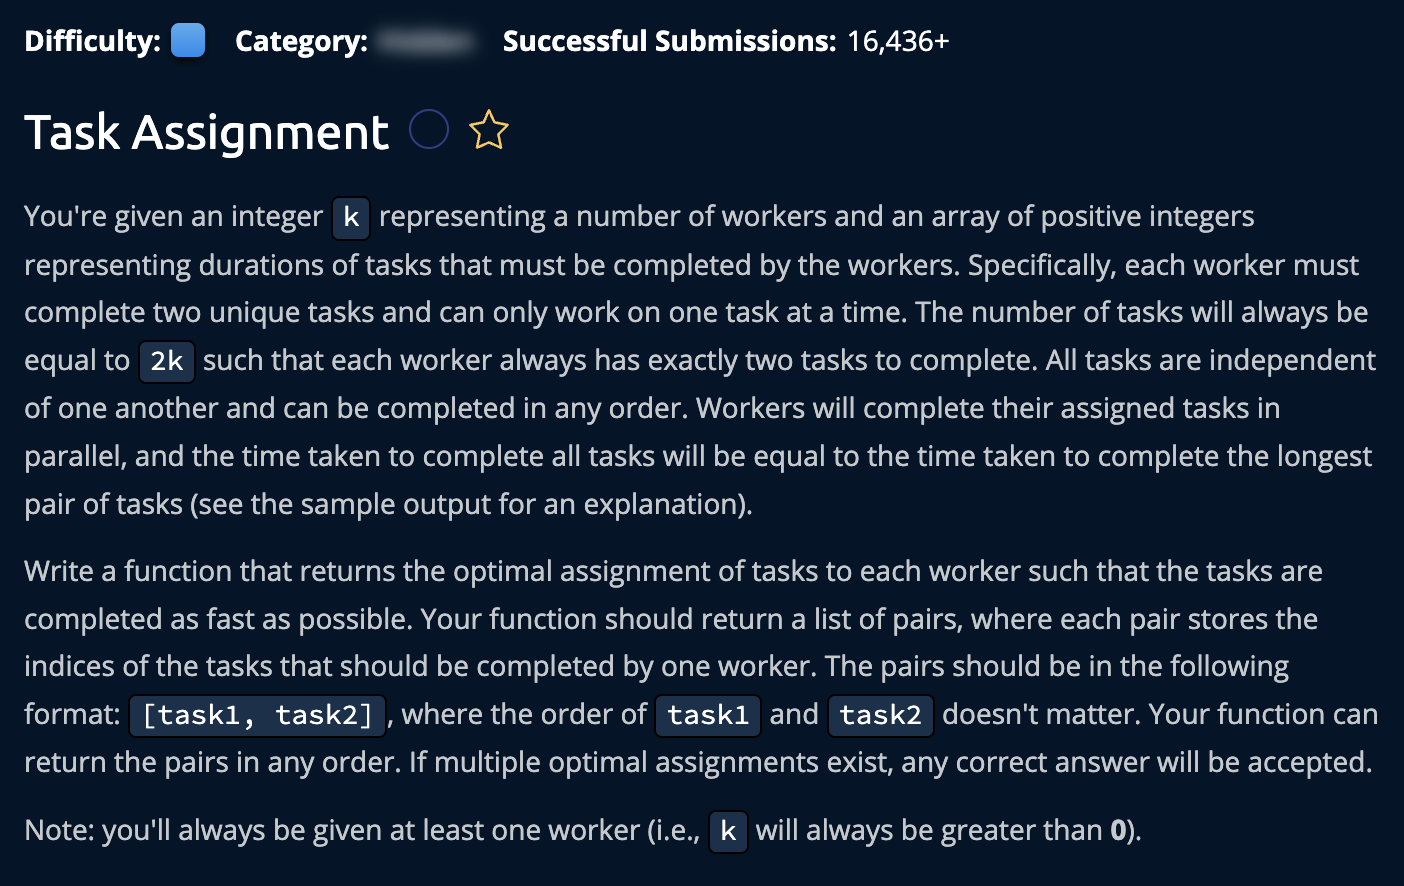 Difficulty: Category: Successful Submissions: 16,436+
Task Assignment
You're given an integer k representing a number of workers and an array of positive integers
representing durations of tasks that must be completed by the workers. Specifically, each worker must
complete two unique tasks and can only work on one task at a time. The number of tasks will always be
equal to 2k such that each worker always has exactly two tasks to complete. All tasks are independent
of one another and can be completed in any order. Workers will complete their assigned tasks in
parallel, and the time taken to complete all tasks will be equal to the time taken to complete the longest
pair of tasks (see the sample output for an explanation).
Write a function that returns the optimal assignment of tasks to each worker such that the tasks are
completed as fast as possible. Your function should return a list of pairs, where each pair stores the
indices of the tasks that should be completed by one worker. The pairs should be in the following
format: [task1, task2], where the order of task1 and task2 doesn't matter. Your function can
return the pairs in any order. If multiple optimal assignments exist, any correct answer will be accepted.
Note: you'll always be given at least one worker (i.e., k will always be greater than 0).